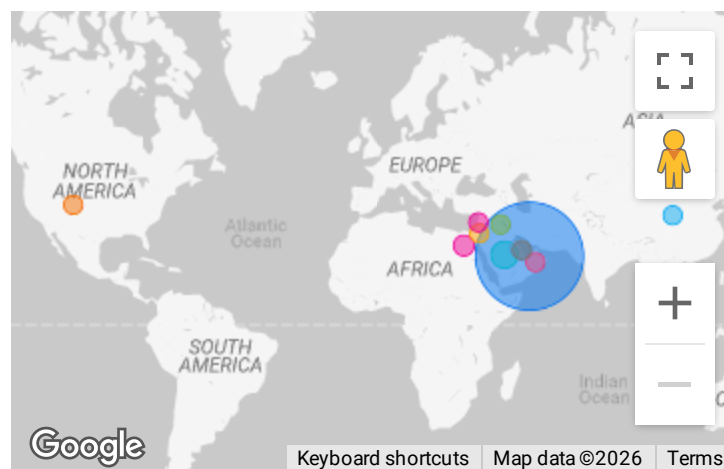 ASIA
NORTH
AMERICA
EUROPE
Atlantic
Ocean
AFRICA
SOUTH
AMERICA
Indian
Ocean
Google
Keyboard shortcuts
Map data ©2026
Terms